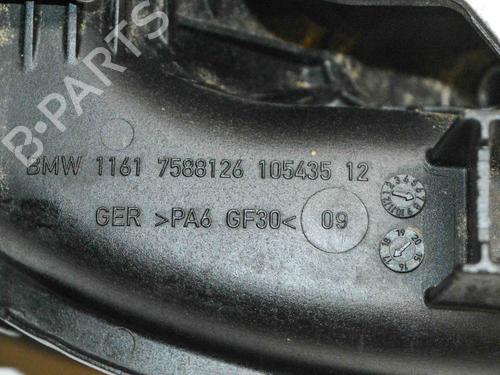 B-PARTS
BMW 1161 7588126 105435 12
GER >PA6 GF30< 09